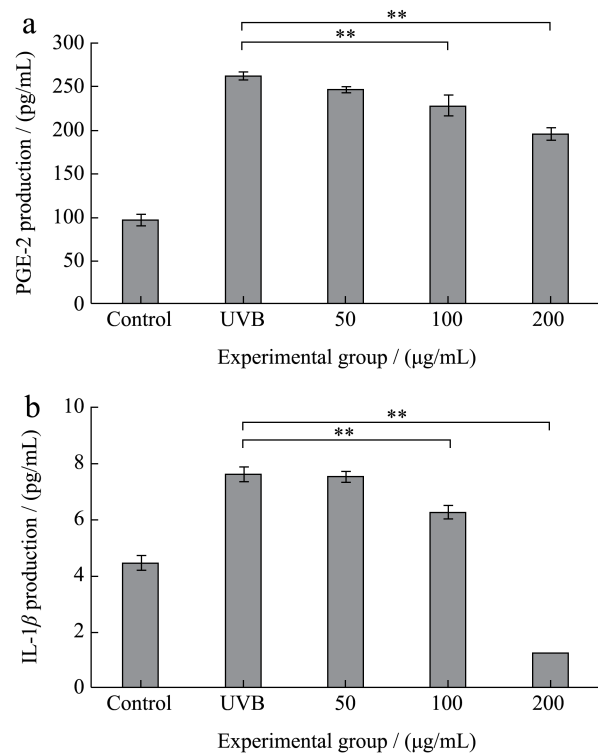 a
**
**
PGE-2 production / (pg/mL)
300
250
200
150
100
50
0
Control UVB 50 100 200
Experimental group / (μg/mL)
b
**
**
IL-1β production / (pg/mL)
10
8
6
4
2
0
Control UVB 50 100 200
Experimental group / (μg/mL)